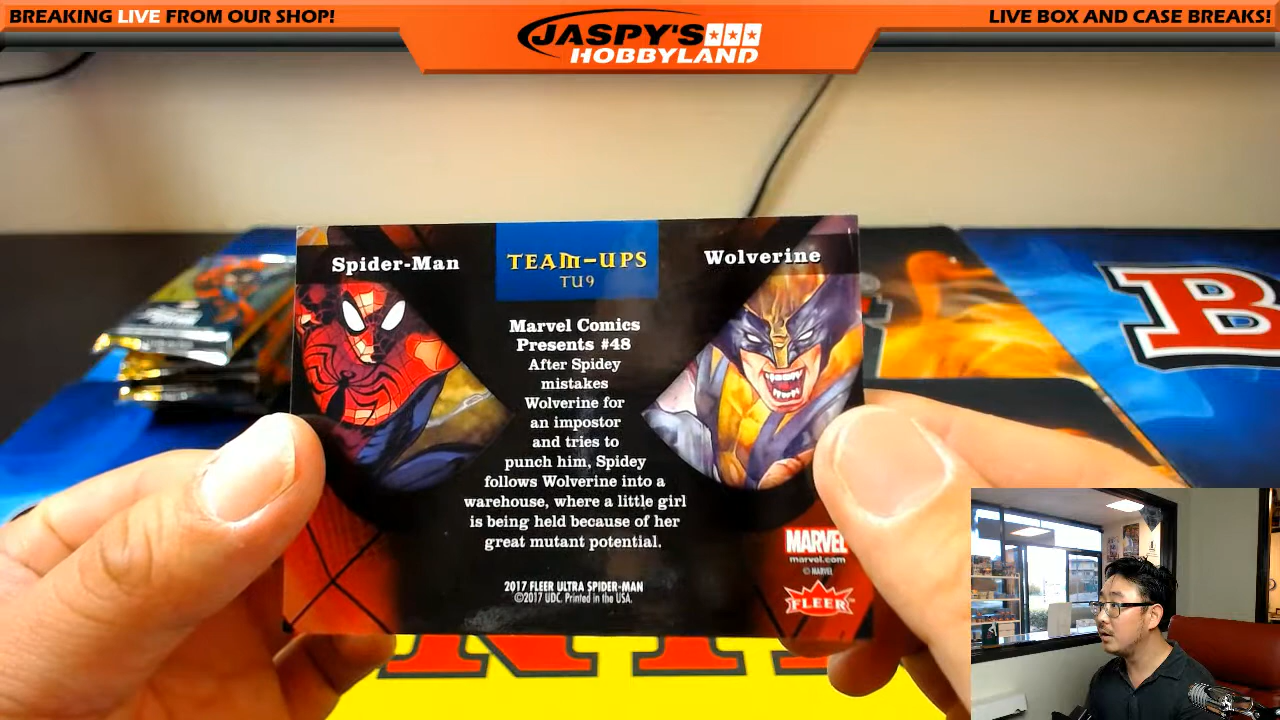 BREAKING LIVE FROM OUR SHOP!
JASPY'S
HOBBYLAND
LIVE BOX AND CASE BREAKS!
Spider-Man
TEAM-UPS
TU9
Wolverine
Marvel Comics
Presents #48
After Spidey
mistakes
Wolverine for
an impostor
and tries to
punch him, Spidey
follows Wolverine into a
warehouse, where a little girl
is being held because of her
great mutant potential.
MARVEL
marvel.com
© MARVEL
FLEER
2017 FLEER ULTRA SPIDER-MAN
©2017 UDC. Printed in the USA.
B